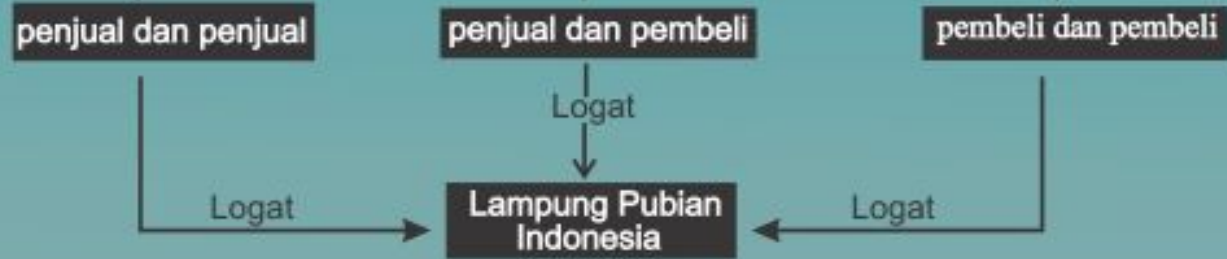 penjual dan penjual
penjual dan pembeli
pembeli dan pembeli
Logat
Logat
Lampung Pubian
Indonesia
Logat